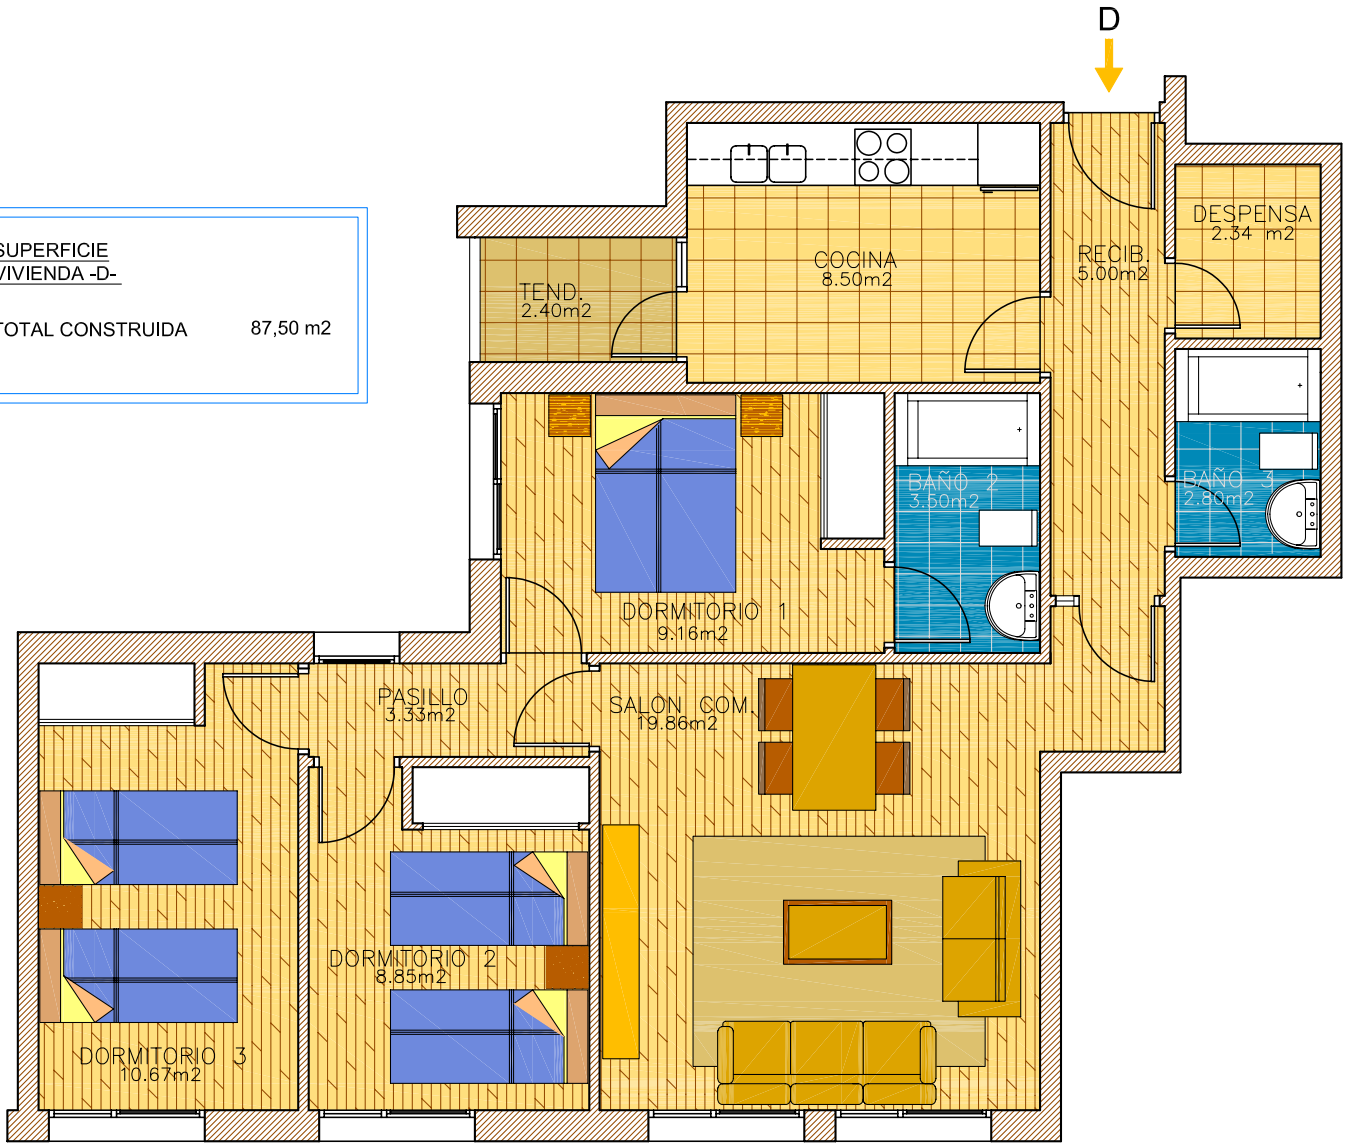 D
SUPERFICIE
VIVIENDA -D-
TOTAL CONSTRUIDA 87,50 m2
DESPENSA
2.34 m2
RECIB.
5.00m2
COCINA
8.50m2
TEND.
2.40m2
BAÑO 2
3.50m2
BAÑO 3
2.80m2
DORMITORIO 1
9.16m2
PASILLO
3.33m2
SALON COM.
19.86m2
DORMITORIO 2
8.85m2
DORMITORIO 3
10.67m2